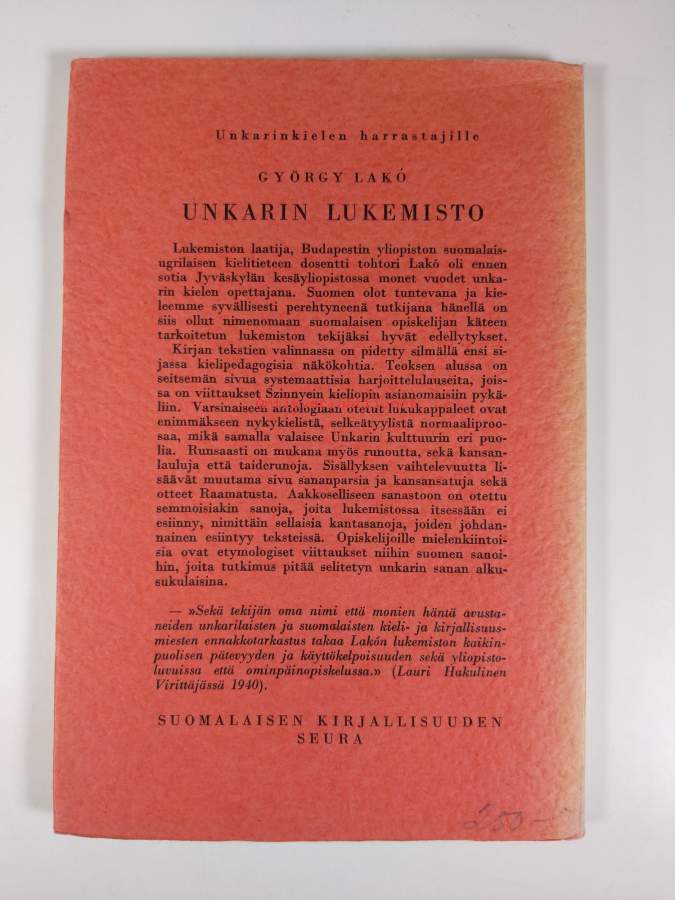 Unkarinkielen harrastajille
GYÖRGY LAKÓ
UNKARIN LUKEMISTO
Lukemiston laatija, Budapestin yliopiston suomalais-
ugrilaisen kielitieteen dosentti tohtori Lakó oli ennen
sotia Jyväskylän kesäyliopistossa monet vuodet unka-
rin kielen opettajana. Suomen olot tuntevana ja kie-
leemme syvällisesti perehtyneenä tutkijana hänellä on
siis ollut nimenomaan suomalaisen opiskelijan käteen
tarkoitetun lukemiston tekijäksi hyvät edellytykset.
Kirjan tekstien valinnassa on pidetty silmällä ensi si-
jassa kielipedagogisia näkökohtia. Teoksen alussa on
seitsemän sivua systemaattisia harjoittelulauseita, jois-
sa on viittaukset Szinnyein kieliopin asianomaisiin pykä-
liin. Varsinaiseen antologiaan otetut lukukappaleet ovat
enimmäkseen nykykielistä, selkeätyylistä normaaliproo-
saa, mikä samalla valaisee Unkarin kulttuurin eri puo-
lia. Runsaasti on mukana myös runoutta, sekä kansan-
lauluja että taiderunoja. Sisällyksen vaihtelevuutta li-
säävät muutama sivu sananparsia ja kansansatuja sekä
otteet Raamatusta. Aakkoselliseen sanastoon on otettu
semmoisiakin sanoja, joita lukemistossa itsessään ei
esiinny, nimittäin sellaisia kantasanoja, joiden johdan-
nainen esiintyy teksteissä. Opiskelijoille mielenkiintoi-
sia ovat etymologiset viittaukset niihin suomen sanoi-
hin, joita tutkimus pitää selitetyn unkarin sanan alku-
sukulaisina.
— »Sekä tekijän oma nimi että monien häntä avusta-
neiden unkarilaisten ja suomalaisten kieli- ja kirjallisuus-
miesten ennakkotarkastus takaa Lakón lukemiston kaikin-
puolisen pätevyyden ja käyttökelpoisuuden sekä yliopisto-
luvuissa että ominpäinopiskelussa.» (Lauri Hakulinen
Virittäjässä 1940).
SUOMALAISEN KIRJALLISUUDEN
SEURA
250-